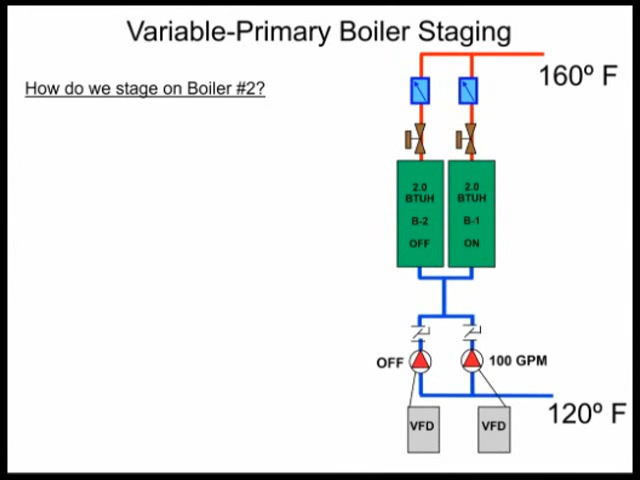 Variable-Primary Boiler Staging
How do we stage on Boiler #2?
160º F
2.0
BTUH
B-2
OFF
2.0
BTUH
B-1
ON
OFF
100 GPM
120º F
VFD
VFD